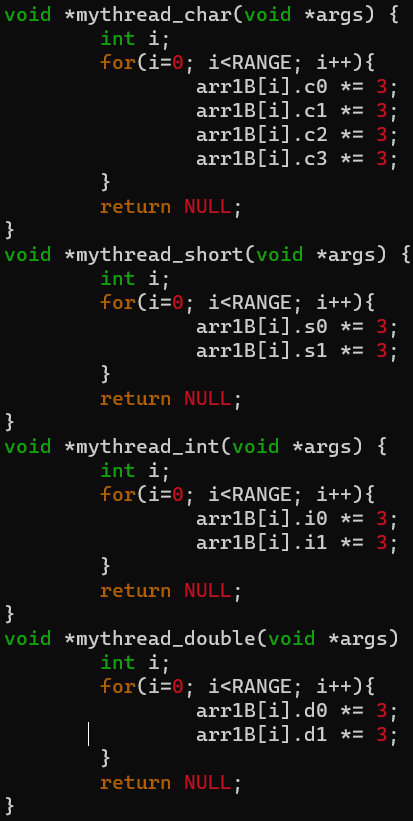 void *mythread_char(void *args) {
        int i;
        for(i=0; i<RANGE; i++){
                arr1B[i].c0 *= 3;
                arr1B[i].c1 *= 3;
                arr1B[i].c2 *= 3;
                arr1B[i].c3 *= 3;
        }
        return NULL;
}
void *mythread_short(void *args) {
        int i;
        for(i=0; i<RANGE; i++){
                arr1B[i].s0 *= 3;
                arr1B[i].s1 *= 3;
        }
        return NULL;
}
void *mythread_int(void *args) {
        int i;
        for(i=0; i<RANGE; i++){
                arr1B[i].i0 *= 3;
                arr1B[i].i1 *= 3;
        }
        return NULL;
}
void *mythread_double(void *args)
        int i;
        for(i=0; i<RANGE; i++){
                arr1B[i].d0 *= 3;
                arr1B[i].d1 *= 3;
        }
        return NULL;
}